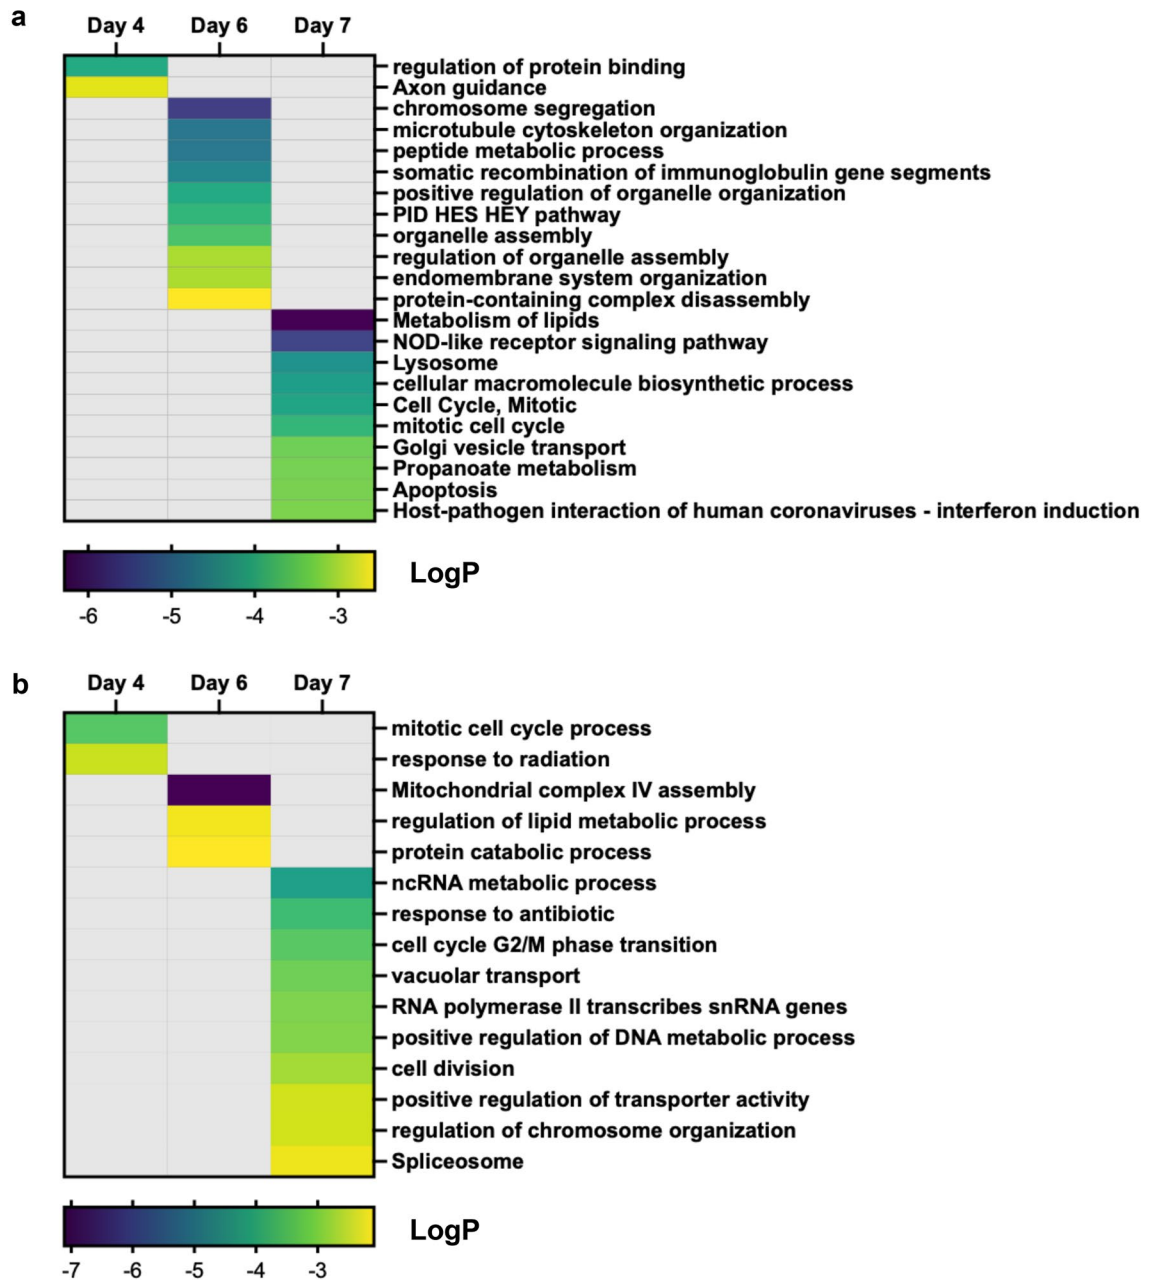 a
Day 4 Day 6 Day 7
regulation of protein binding
Axon guidance
chromosome segregation
microtubule cytoskeleton organization
peptide metabolic process
somatic recombination of immunoglobulin gene segments
positive regulation of organelle organization
PID HES HEY pathway
organelle assembly
regulation of organelle assembly
endomembrane system organization
protein-containing complex disassembly
Metabolism of lipids
NOD-like receptor signaling pathway
Lysosome
cellular macromolecule biosynthetic process
Cell Cycle, Mitotic
mitotic cell cycle
Golgi vesicle transport
Propanoate metabolism
Apoptosis
Host-pathogen interaction of human coronaviruses - interferon induction
LogP
-6 -5 -4 -3
b
Day 4 Day 6 Day 7
mitotic cell cycle process
response to radiation
Mitochondrial complex IV assembly
regulation of lipid metabolic process
protein catabolic process
ncRNA metabolic process
response to antibiotic
cell cycle G2/M phase transition
vacuolar transport
RNA polymerase II transcribes snRNA genes
positive regulation of DNA metabolic process
cell division
positive regulation of transporter activity
regulation of chromosome organization
Spliceosome
LogP
-7 -6 -5 -4 -3